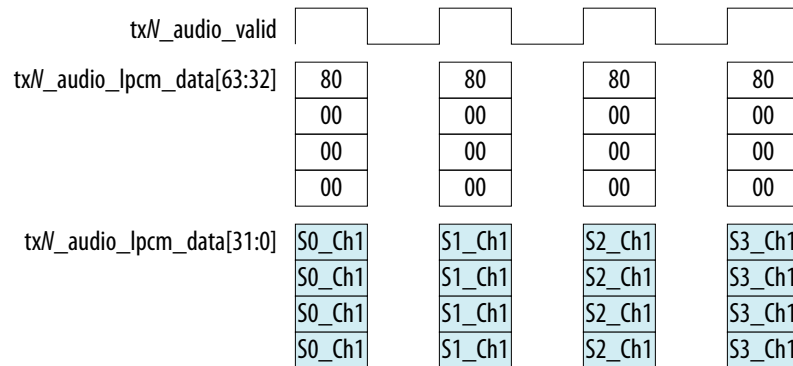 txN_audio_valid
txN_audio_lpcm_data[63:32] 80 80 80 80
00 00 00 00
00 00 00 00
00 00 00 00
txN_audio_lpcm_data[31:0] S0_Ch1 S1_Ch1 S2_Ch1 S3_Ch1
S0_Ch1 S1_Ch1 S2_Ch1 S3_Ch1
S0_Ch1 S1_Ch1 S2_Ch1 S3_Ch1
S0_Ch1 S1_Ch1 S2_Ch1 S3_Ch1